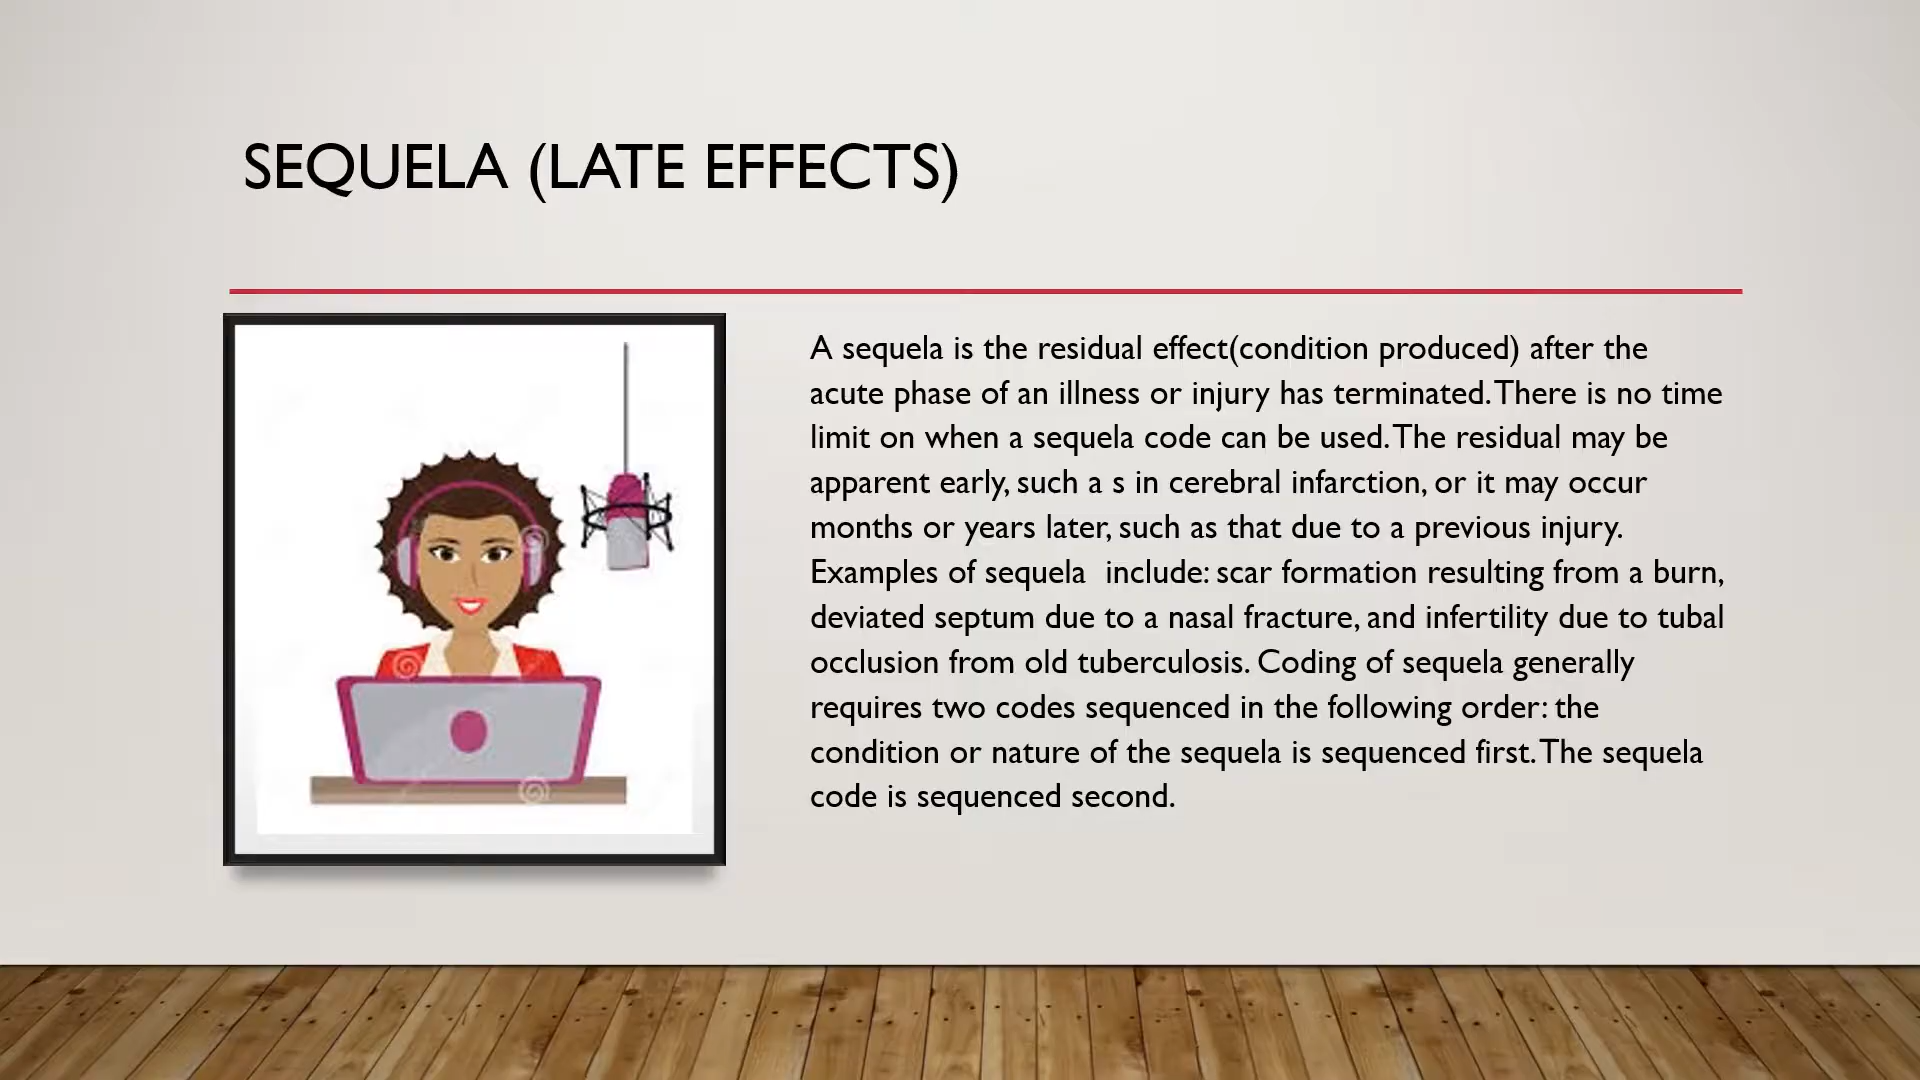 SEQUELA (LATE EFFECTS)
A sequela is the residual effect(condition produced) after the
acute phase of an illness or injury has terminated. There is no time
limit on when a sequela code can be used. The residual may be
apparent early, such a s in cerebral infarction, or it may occur
months or years later, such as that due to a previous injury.
Examples of sequela  include: scar formation resulting from a burn,
deviated septum due to a nasal fracture, and infertility due to tubal
occlusion from old tuberculosis. Coding of sequela generally
requires two codes sequenced in the following order: the
condition or nature of the sequela is sequenced first. The sequela
code is sequenced second.